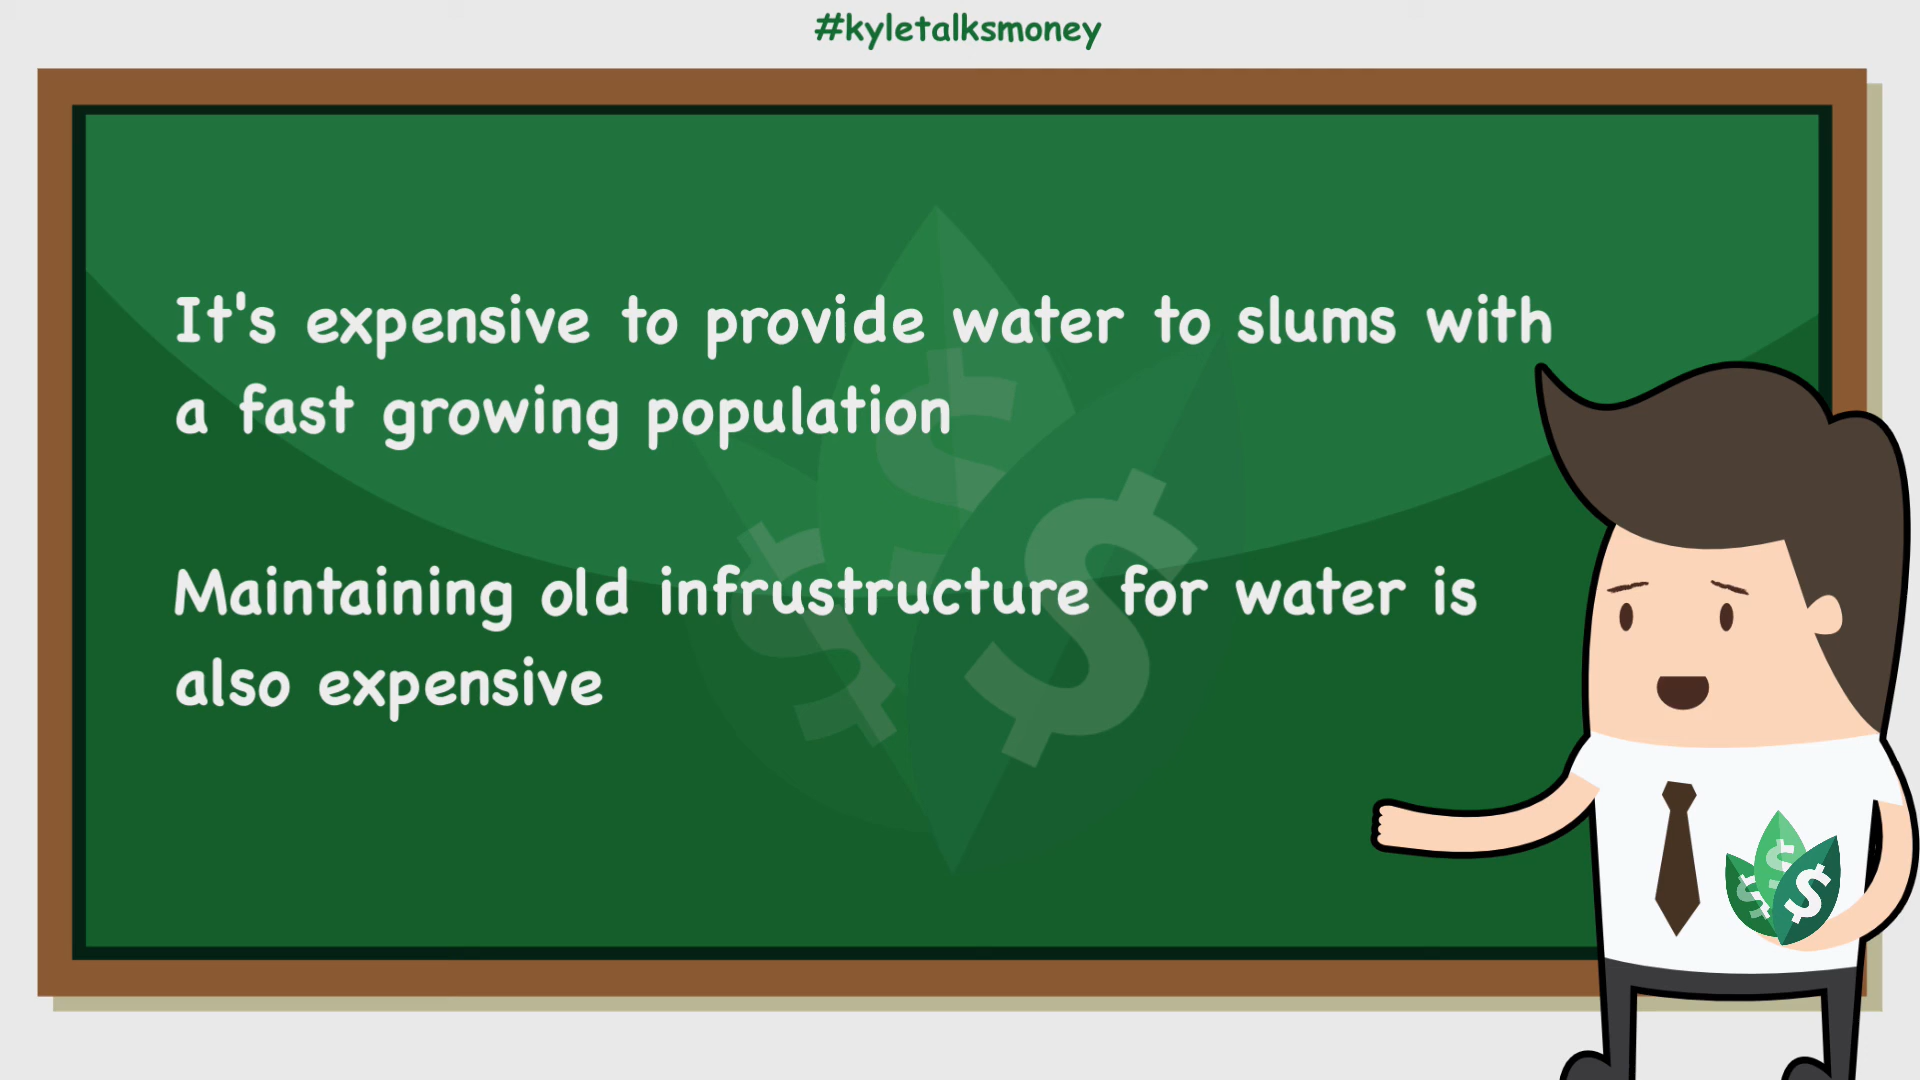 #kyletalksmoney
It's expensive to provide water to slums with
a fast growing population
Maintaining old infrustructure for water is
also expensive
$
$
$
$
$
$